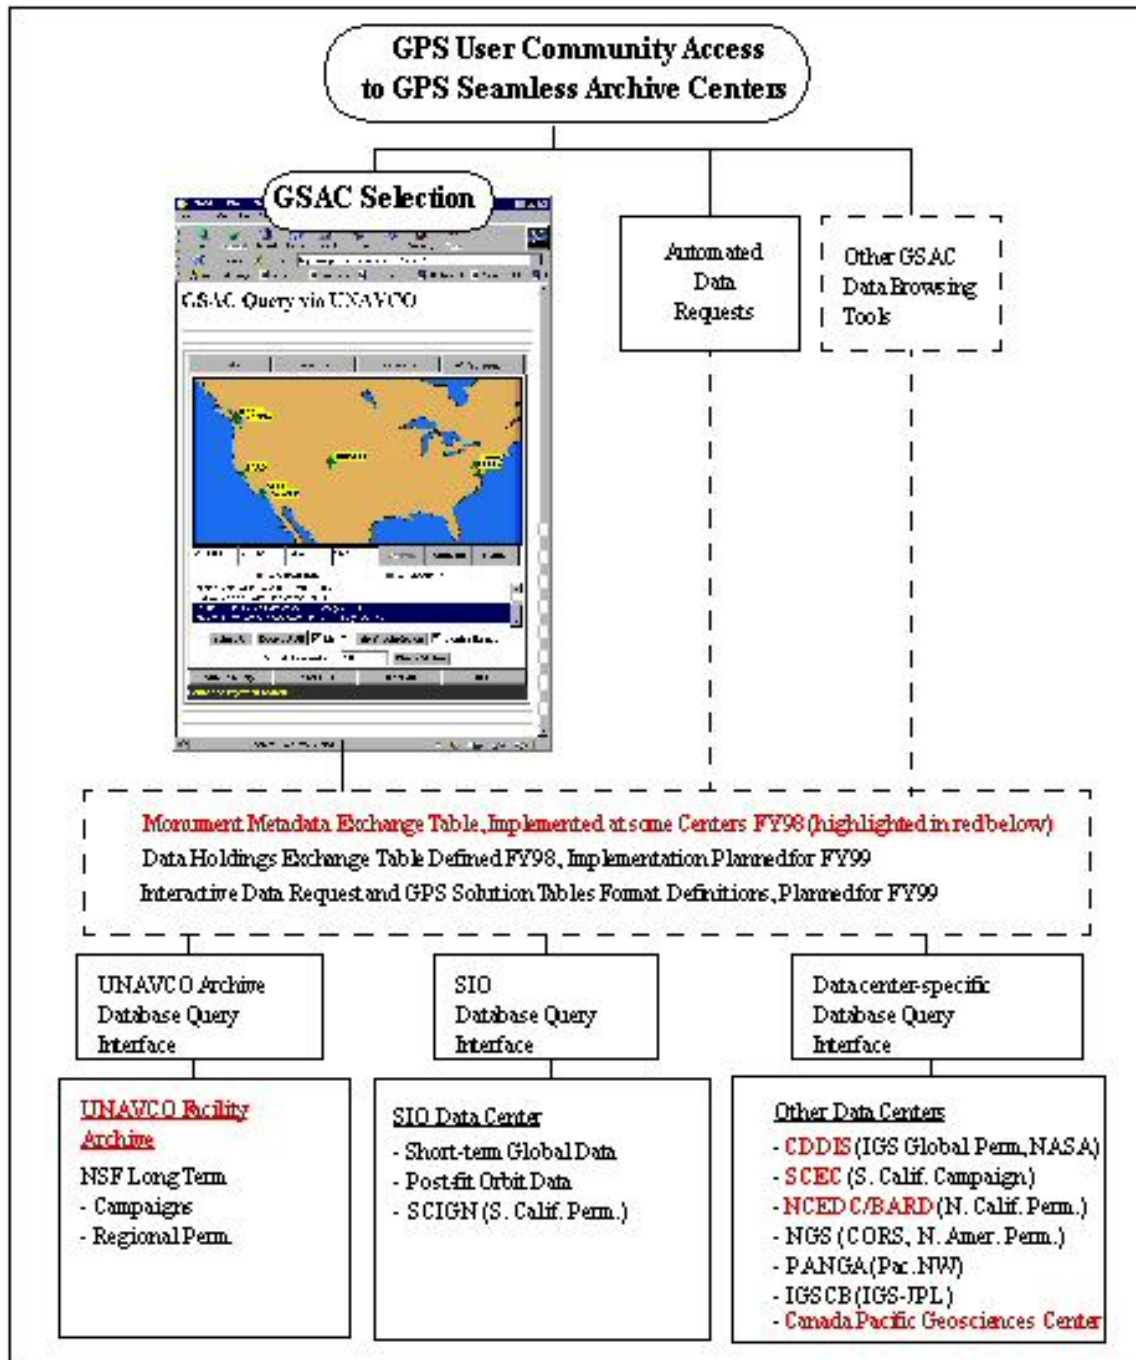 GPS User Community Access
to GPS Seamless Archive Centers
GSAC Selection
GSAC Query via UNAVCO
Automated
Data
Requests
Other GSAC
Data Browsing
Tools
Monument Metadata Exchange Table, Implemented at some Centers FY98 (highlighted in red below)
Data Holdings Exchange Table Defined FY98, Implementation Planned for FY99
Interactive Data Request and GPS Solution Tables Format Definitions, Planned for FY99
UNAVCO Archive
Database Query
Interface
SIO
Database Query
Interface
Data center-specific
Database Query
Interface
UNAVCO Facility
Archive
NSF Long Term
- Campaigns
- Regional Perm.
SIO Data Center
- Short-term Global Data
- Post-fit Orbit Data
- SCIGN (S. Calif. Perm.)
Other Data Centers
- CDDIS (IGS Global Perm, NASA)
- SCEC (S. Calif. Campaign)
- NCEDC/BARD (N. Calif. Perm.)
- NGS (CORS, N. Amer. Perm.)
- PANGA (Pac. NW)
- IGSCB (IGS-JPL)
- Canada Pacific Geosciences Center